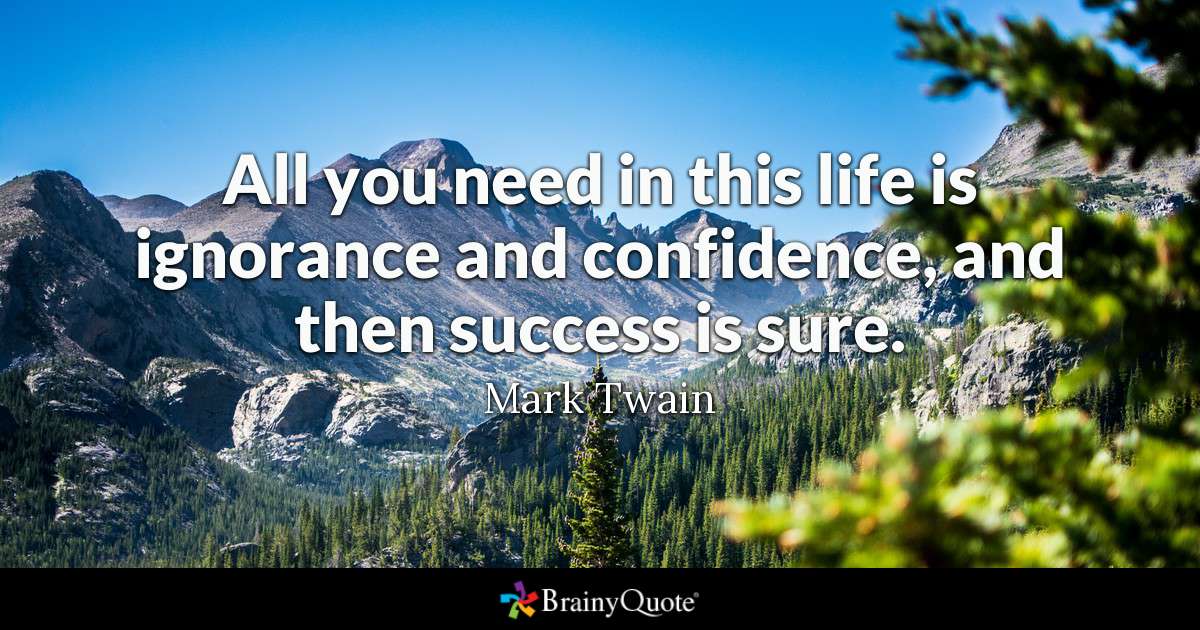 All you need in this life is
ignorance and confidence, and
then success is sure.
Mark Twain
BrainyQuote®